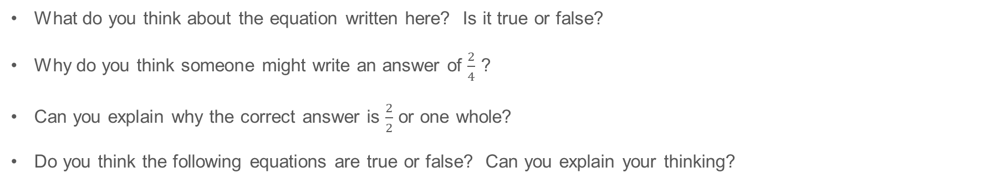 • What do you think about the equation written here? Is it true or false?
• Why do you think someone might write an answer of 2/4 ?
• Can you explain why the correct answer is 2/2 or one whole?
• Do you think the following equations are true or false? Can you explain your thinking?